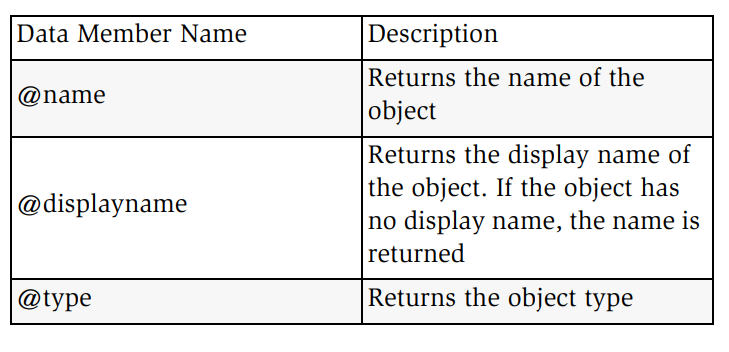 Data Member Name
Description
@name
Returns the name of the
object
@displayname
Returns the display name of
the object. If the object has
no display name, the name is
returned
@type
Returns the object type